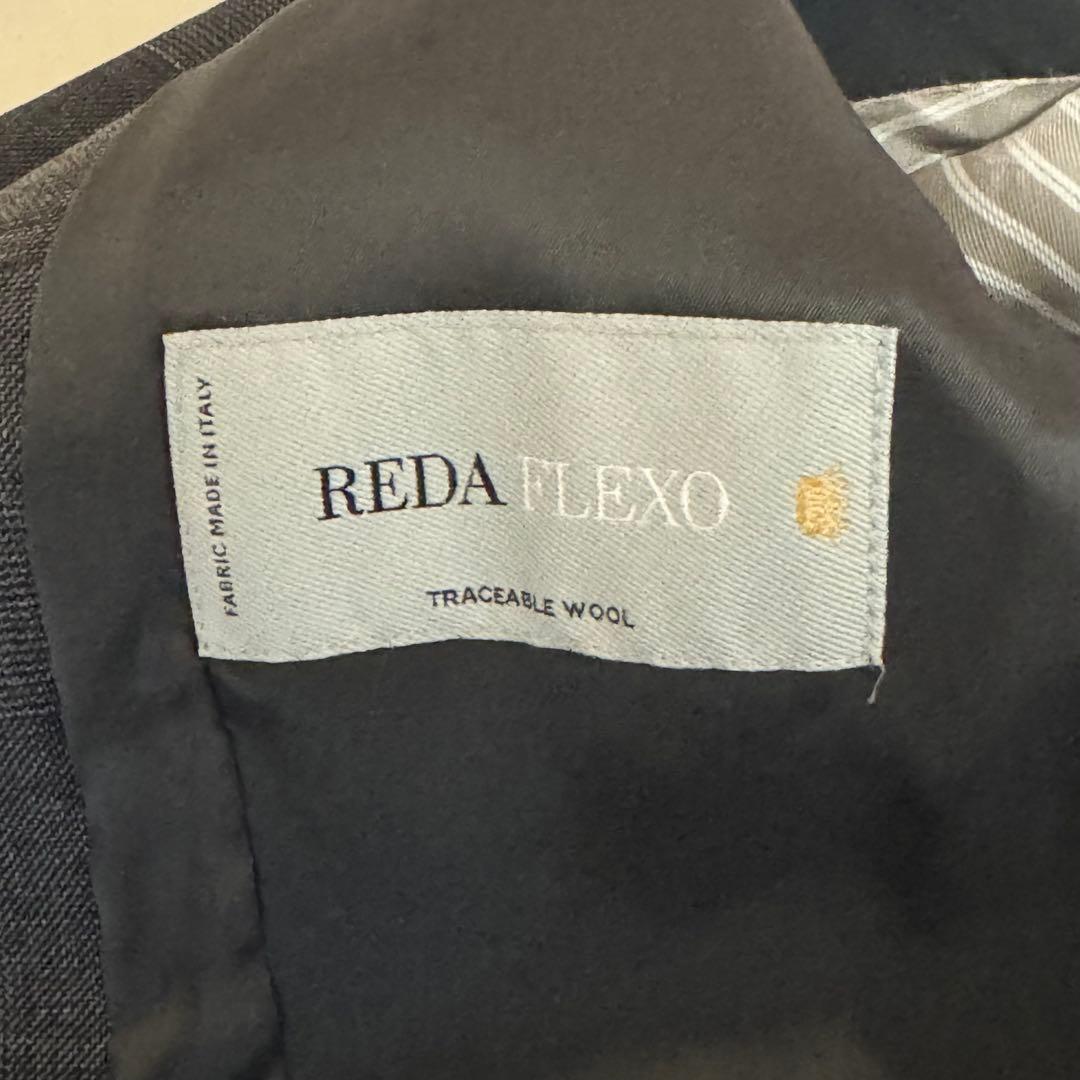 FABRIC MADE IN ITALY
REDA FLEXO
TRACEABLE WOOL